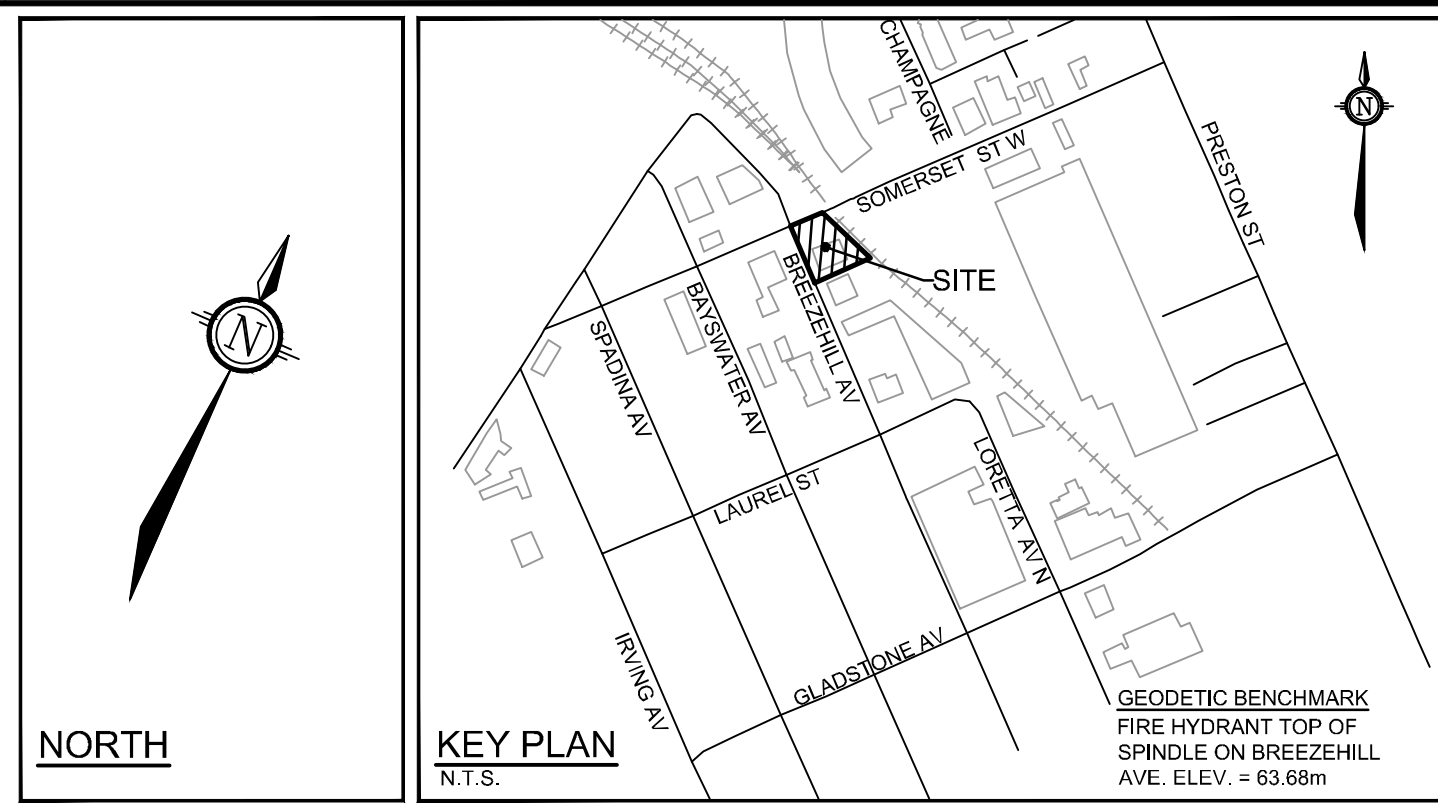 N
NORTH
CHAMPAGNE
N
SOMERSET ST W
PRESTON ST
SITE
BREEZEHILL AV
BAYSWATER AV
SPADINA AV
LORETTA AV N
LAUREL ST
IRVING AV
GLADSTONE AV
KEY PLAN
N.T.S.
GEODETIC BENCHMARK
FIRE HYDRANT TOP OF
SPINDLE ON BREEZEHILL
AVE. ELEV. = 63.68m